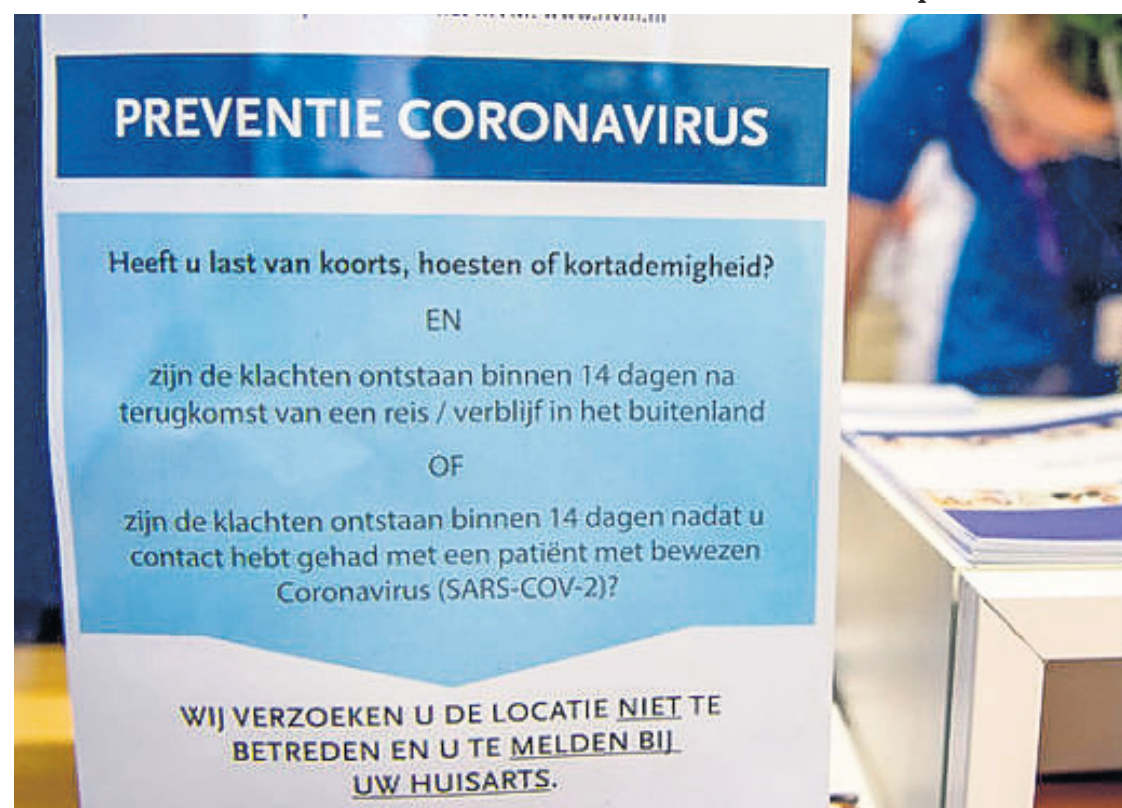 PREVENTIE CORONAVIRUS
Heeft u last van koorts, hoesten of kortademigheid?
EN
zijn de klachten ontstaan binnen 14 dagen na
terugkomst van een reis / verblijf in het buitenland
OF
zijn de klachten ontstaan binnen 14 dagen nadat u
contact hebt gehad met een patiënt met bewezen
Coronavirus (SARS-COV-2)?
WIJ VERZOEKEN U DE LOCATIE NIET TE
BETREDEN EN U TE MELDEN BIJ
UW HUISARTS.